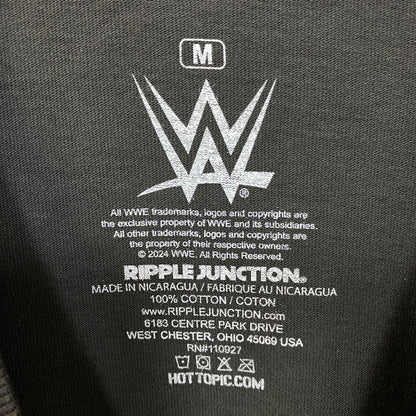 M
W
All WWE trademarks, logos and copyrights are
the exclusive property of WWE and its subsidiaries.
All other trademarks, logos and copyrights are
the property of their respective owners.
© 2024 WWE. All Rights Reserved.
RIPPLE JUNCTION®
MADE IN NICARAGUA / FABRIQUE AU NICARAGUA
100% COTTON / COTON
www.RIPPLEJUNCTION.com
6183 CENTRE PARK DRIVE
WEST CHESTER, OHIO 45069 USA
RN#110927
HOTTOPIC.COM